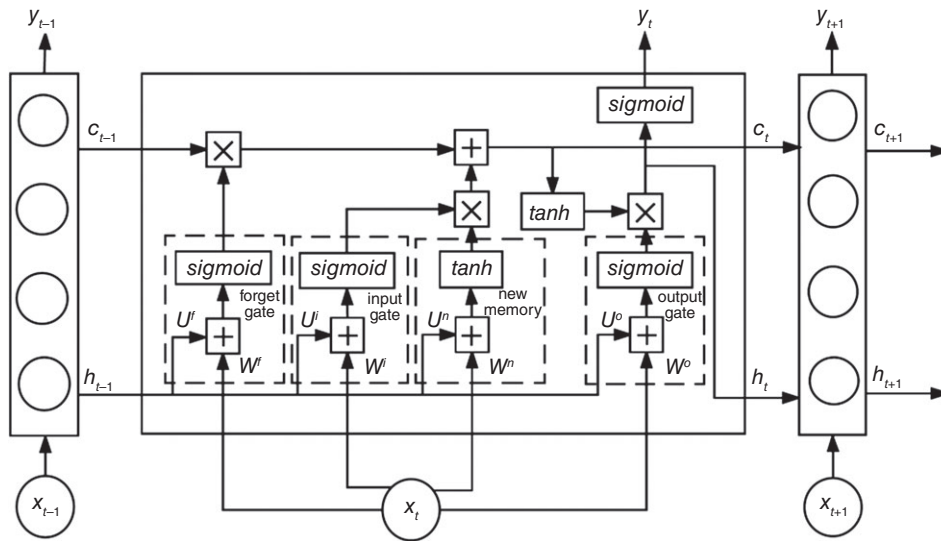 y_{t–1} y_t y_{t+1}
sigmoid
c_{t–1} c_t c_{t+1}
× +
× tanh ×
sigmoid sigmoid tanh sigmoid
forget gate
input gate
new memory
output gate
U^f + U^i + U^n + U^o +
W^f W^i W^n W^o
h_{t–1} h_t h_{t+1}
x_{t–1} x_t x_{t+1}